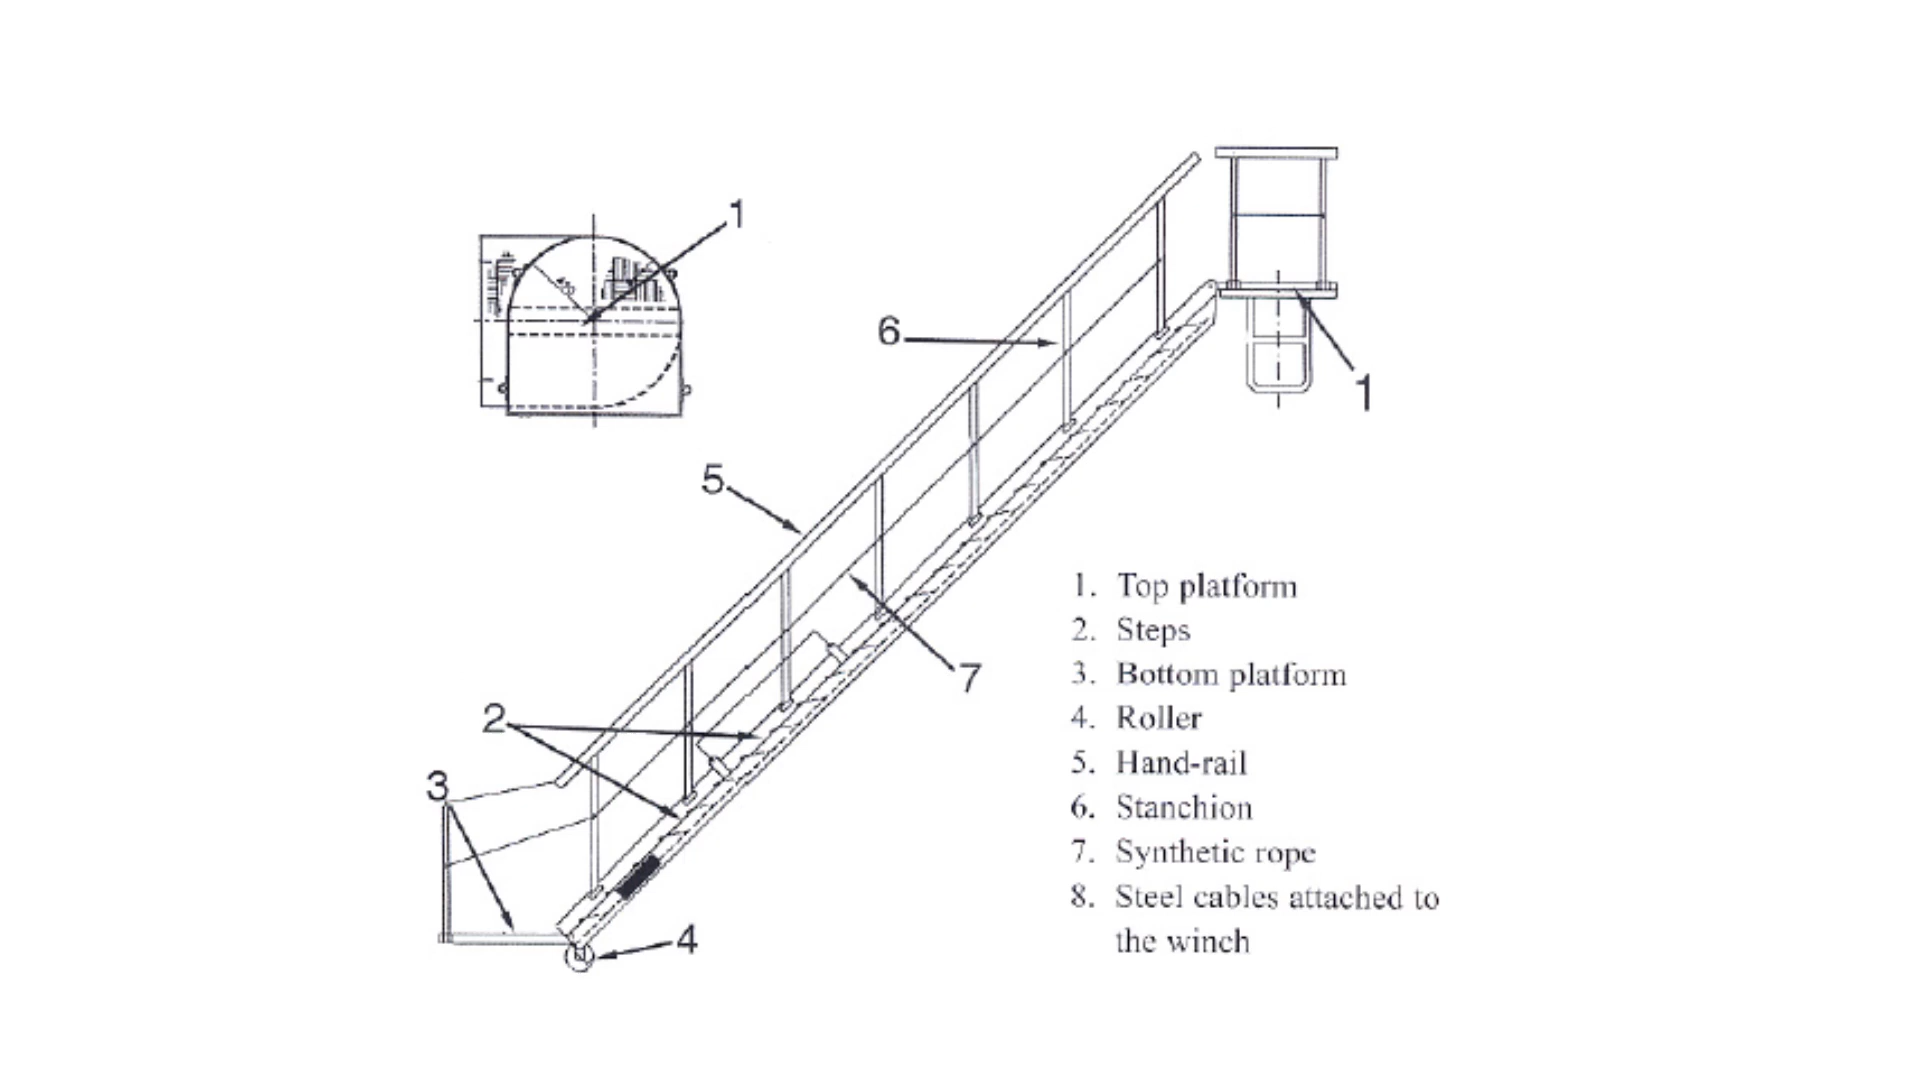 1
6
1
5
7
2
3
4
1. Top platform
2. Steps
3. Bottom platform
4. Roller
5. Hand-rail
6. Stanchion
7. Synthetic rope
8. Steel cables attached to
the winch